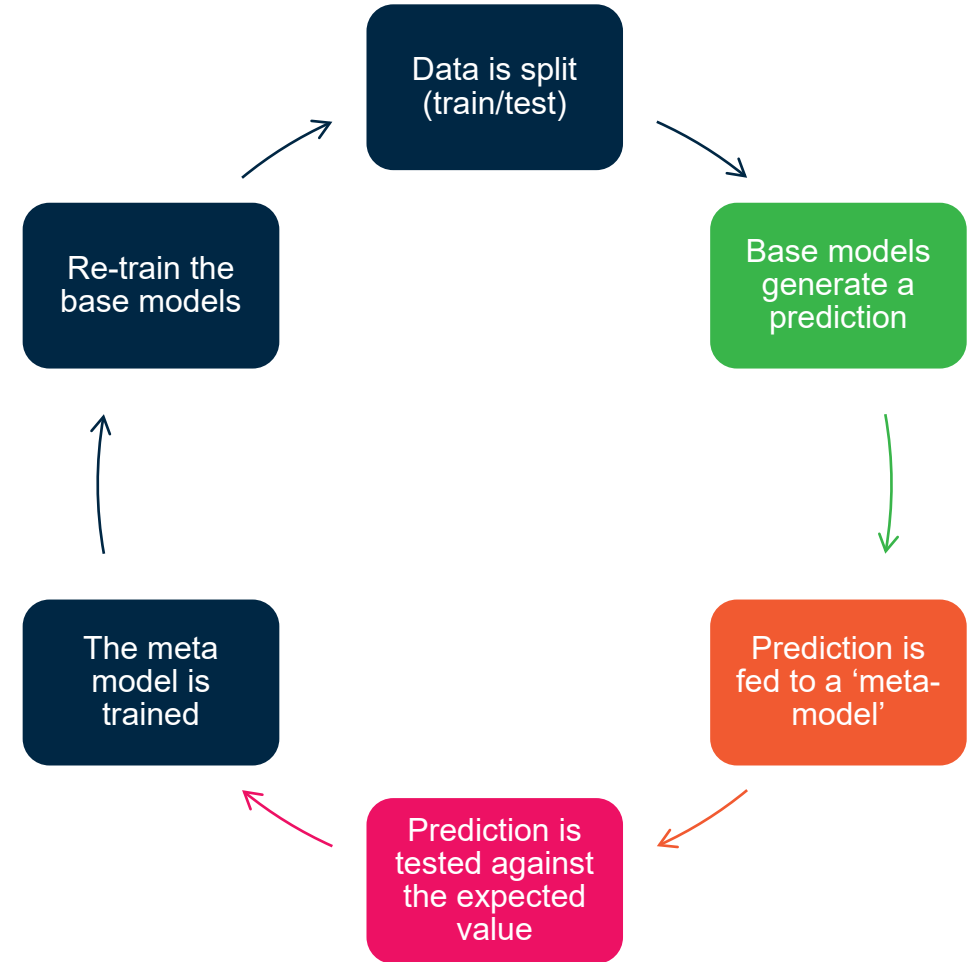 Data is split
(train/test)
Base models
generate a
prediction
Prediction is
fed to a ‘meta-
model’
Prediction is
tested against
the expected
value
The meta
model is
trained
Re-train the
base models